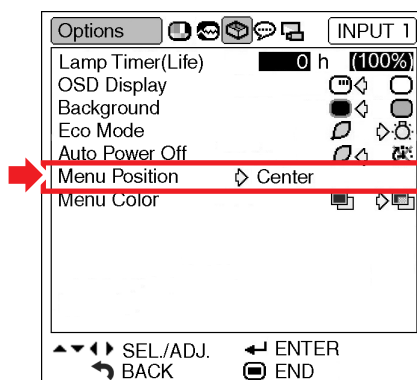 Options INPUT 1
Lamp Timer(Life) 0 h (100%)
OSD Display
Background
Eco Mode
Auto Power Off
Menu Position Center
Menu Color
SEL./ADJ. ENTER
BACK END